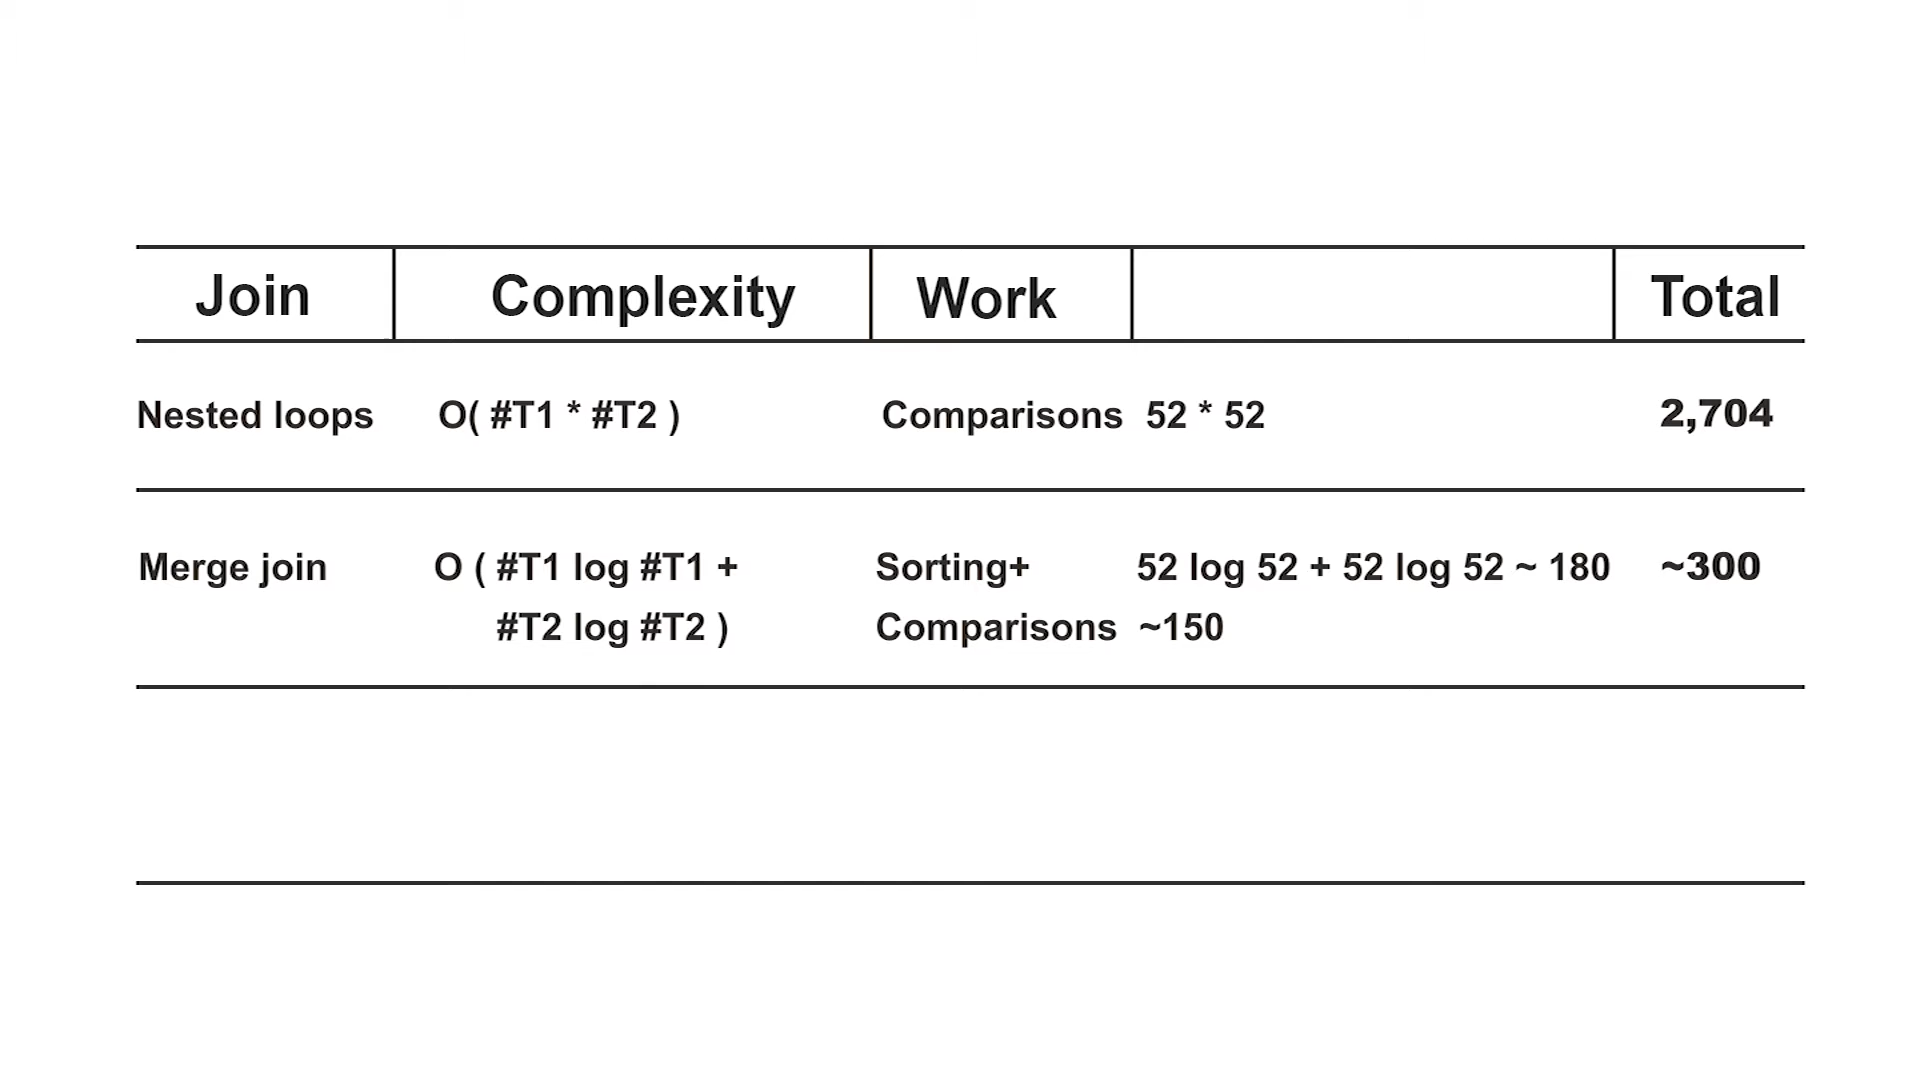 Join Complexity Work Total
Nested loops O( #T1 * #T2 ) Comparisons 52 * 52 2,704
Merge join O ( #T1 log #T1 + Sorting+ 52 log 52 + 52 log 52 ~ 180 ~300
#T2 log #T2 ) Comparisons ~150